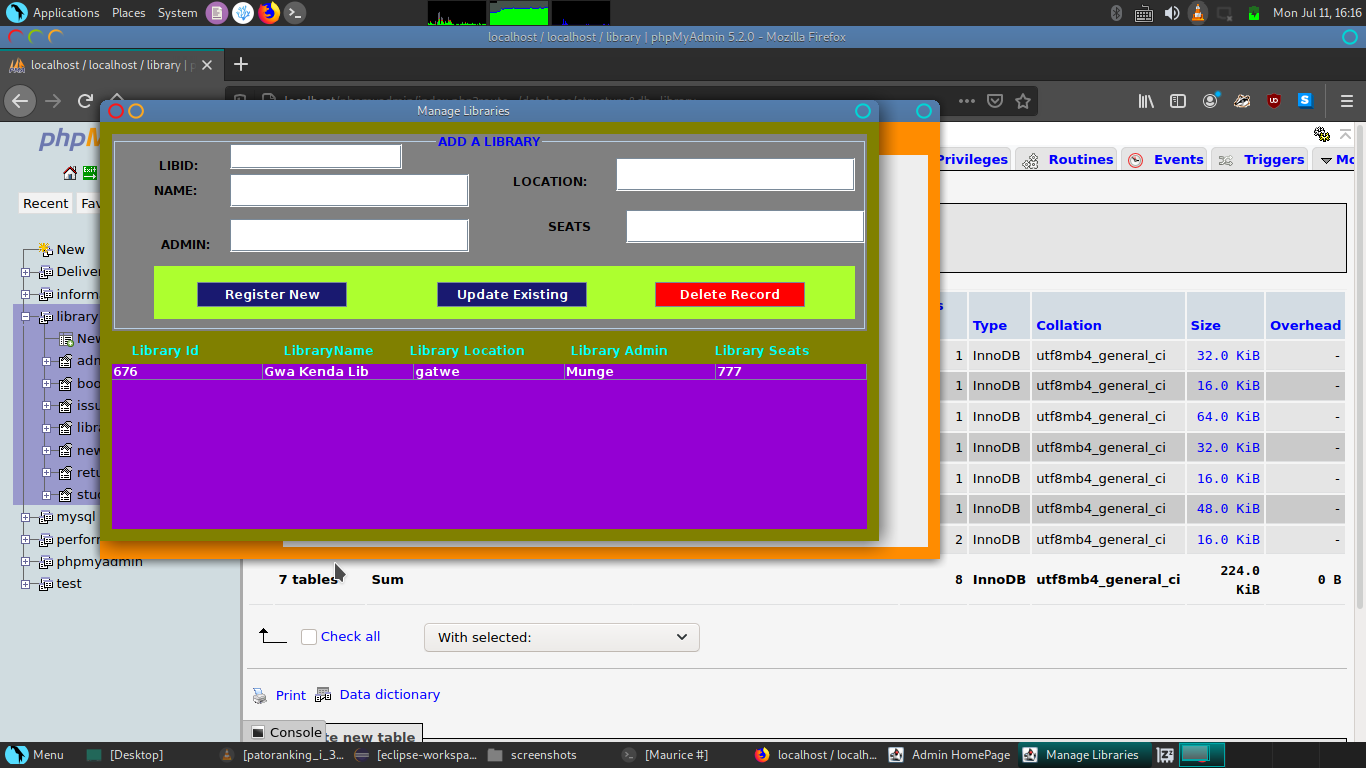 Applications Places System Mon Jul 11, 16:16
localhost / localhost / library | phpMyAdmin 5.2.0 - Mozilla Firefox
localhost / localhost / library |
Manage Libraries
ADD A LIBRARY
LIBID:
NAME:
LOCATION:
SEATS
ADMIN:
Register New Update Existing Delete Record
Library Id LibraryName Library Location Library Admin Library Seats
676 Gwa Kenda Lib gatwe Munge 777
php
Recent Fav
New
Deliver
inform
library
New
adm
boo
issu
libra
new
retu
stud
mysql
perforr
phpmyadmin
test
Privileges Routines Events Triggers Mo
s Type Collation Size Overhead
1 InnoDB utf8mb4_general_ci 32.0 KiB -
1 InnoDB utf8mb4_general_ci 16.0 KiB -
1 InnoDB utf8mb4_general_ci 64.0 KiB -
1 InnoDB utf8mb4_general_ci 32.0 KiB -
1 InnoDB utf8mb4_general_ci 16.0 KiB -
1 InnoDB utf8mb4_general_ci 48.0 KiB -
2 InnoDB utf8mb4_general_ci 16.0 KiB -
7 tables Sum 8 InnoDB utf8mb4_general_ci 224.0 KiB 0 B
Check all With selected:
Print Data dictionary
Console te new table
Menu [Desktop] [patoranking_i_3... [eclipse-workspa... screenshots [Maurice #] localhost / localh... Admin HomePage Manage Libraries